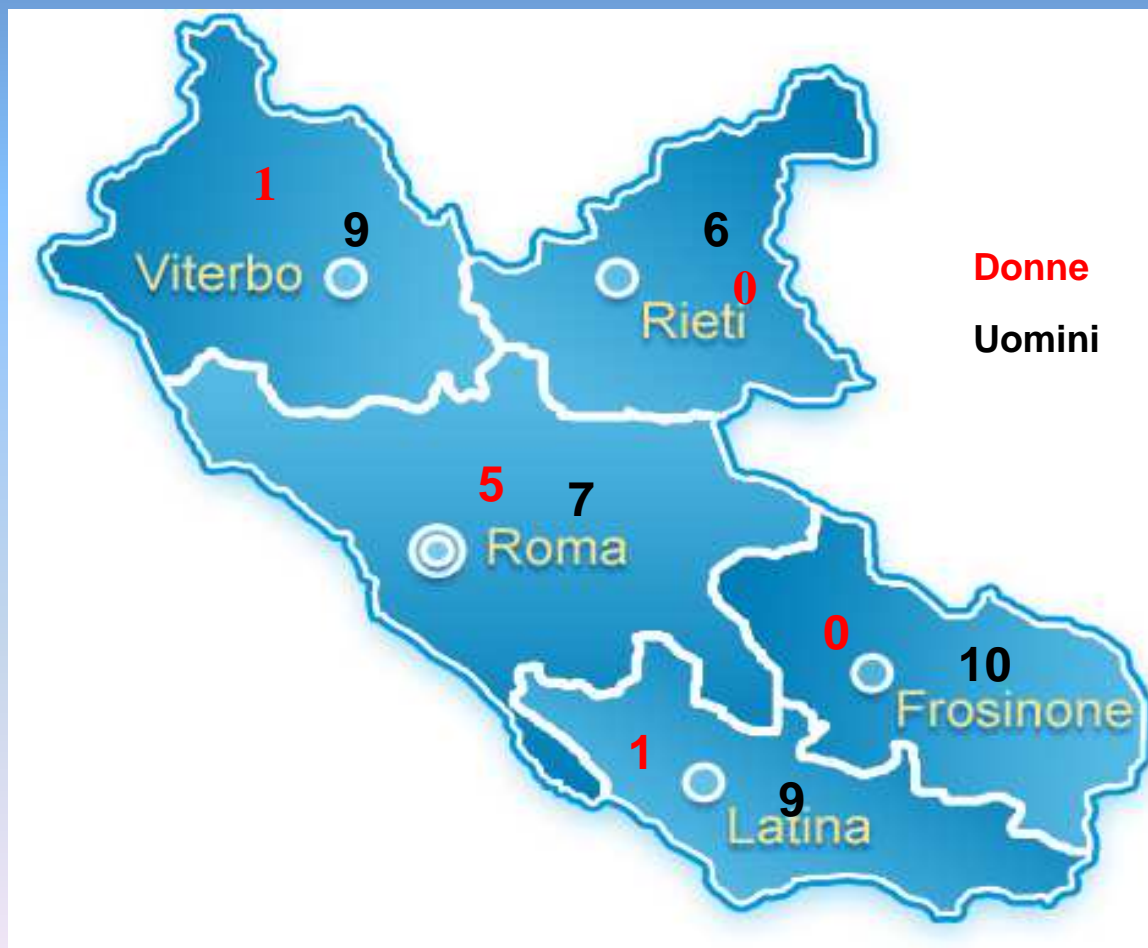 1
9
Viterbo
6
0
Rieti
Donne
Uomini
5 7
Roma
0
10
Frosinone
1
9
Latina